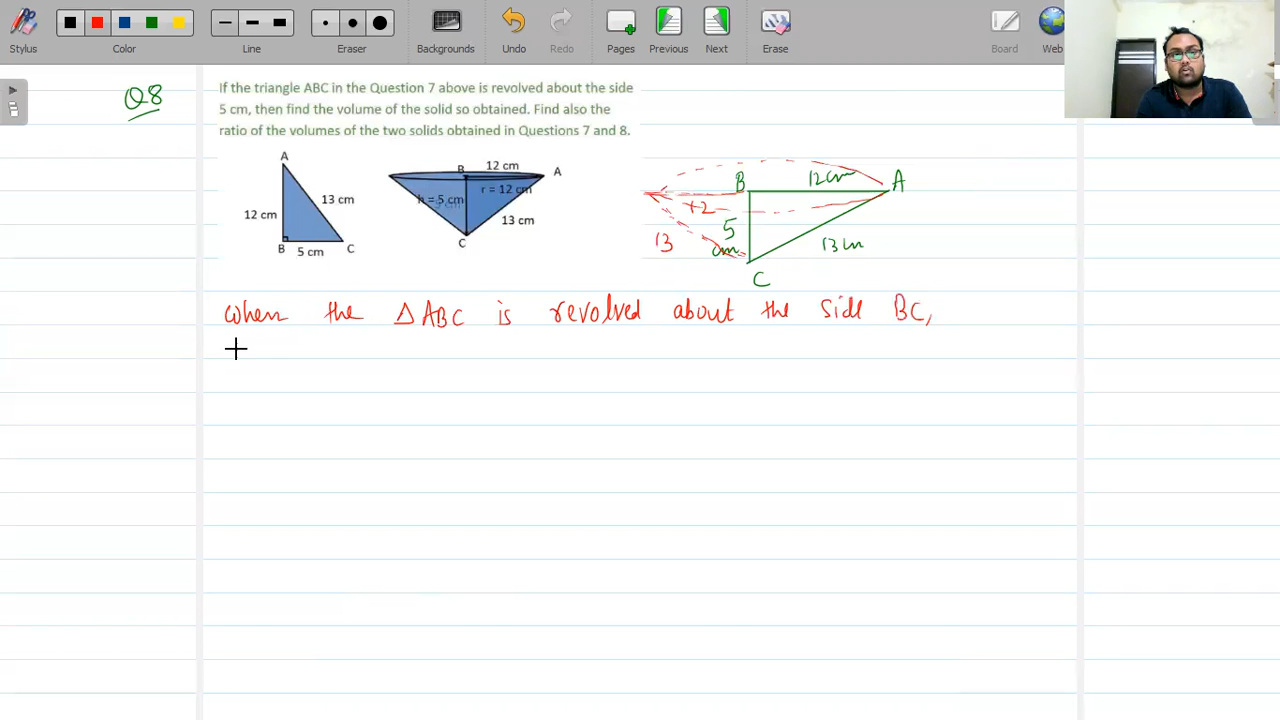 Stylus
Color
Line
Eraser
Backgrounds
Undo
Redo
Pages
Previous
Next
Erase
Board
Web
Q8
If the triangle ABC in the Question 7 above is revolved about the side
5 cm, then find the volume of the solid so obtained. Find also the
ratio of the volumes of the two solids obtained in Questions 7 and 8.
A
12 cm
13 cm
B
5 cm
C
B
12 cm
A
h = 5 cm
r = 12 cm
13 cm
C
B
12cm
A
12
5
cm
13
13cm
C
When the ΔABC is revolved about the side BC,